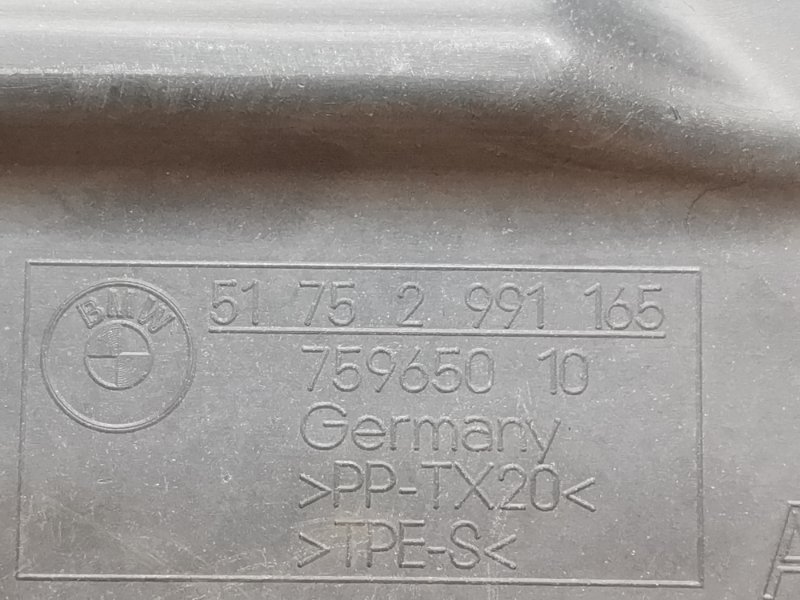 BMW
51 75 2 991 165
759650 10
Germany
>PP-TX20<
>TPE-S<
A